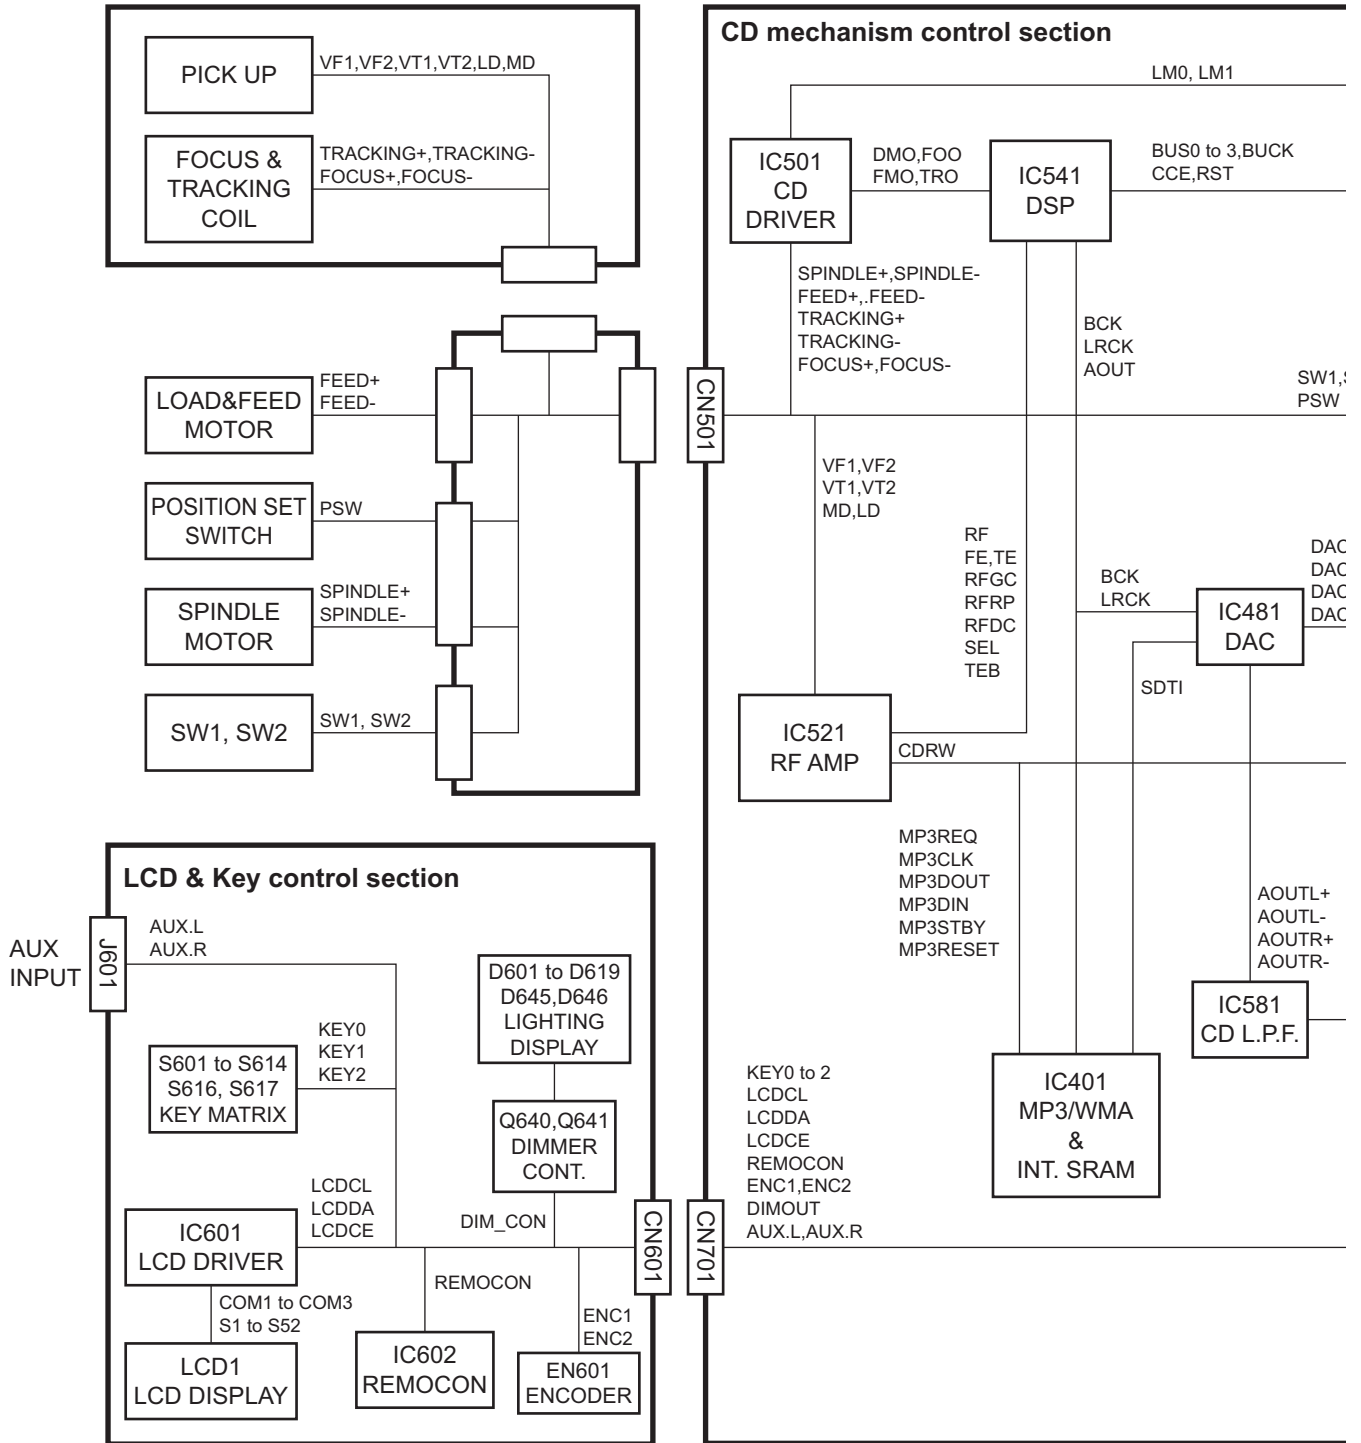 PICK UP
VF1,VF2,VT1,VT2,LD,MD
FOCUS &
TRACKING
COIL
TRACKING+,TRACKING-
FOCUS+,FOCUS-
LOAD&FEED
MOTOR
FEED+
FEED-
POSITION SET
SWITCH
PSW
SPINDLE
MOTOR
SPINDLE+
SPINDLE-
SW1, SW2
SW1, SW2
LCD & Key control section
AUX
INPUT
J601
AUX.L
AUX.R
S601 to S614
S616, S617
KEY MATRIX
KEY0
KEY1
KEY2
D601 to D619
D645,D646
LIGHTING
DISPLAY
Q640,Q641
DIMMER
CONT.
DIM_CON
IC601
LCD DRIVER
LCDCL
LCDDA
LCDCE
COM1 to COM3
S1 to S52
LCD1
LCD DISPLAY
REMOCON
IC602
REMOCON
ENC1
ENC2
EN601
ENCODER
CN601
CD mechanism control section
LM0, LM1
IC501
CD
DRIVER
DMO,FOO
FMO,TRO
IC541
DSP
BUS0 to 3,BUCK
CCE,RST
SPINDLE+,SPINDLE-
FEED+,.FEED-
TRACKING+
TRACKING-
FOCUS+,FOCUS-
BCK
LRCK
AOUT
CN501
SW1,S
PSW
VF1,VF2
VT1,VT2
MD,LD
RF
FE,TE
RFGC
RFRP
RFDC
SEL
TEB
BCK
LRCK
IC481
DAC
DAC
DAC
DAC
DAC
SDTI
IC521
RF AMP
CDRW
MP3REQ
MP3CLK
MP3DOUT
MP3DIN
MP3STBY
MP3RESET
AOUTL+
AOUTL-
AOUTR+
AOUTR-
IC581
CD L.P.F.
IC401
MP3/WMA
&
INT. SRAM
KEY0 to 2
LCDCL
LCDDA
LCDCE
REMOCON
ENC1,ENC2
DIMOUT
AUX.L,AUX.R
CN701